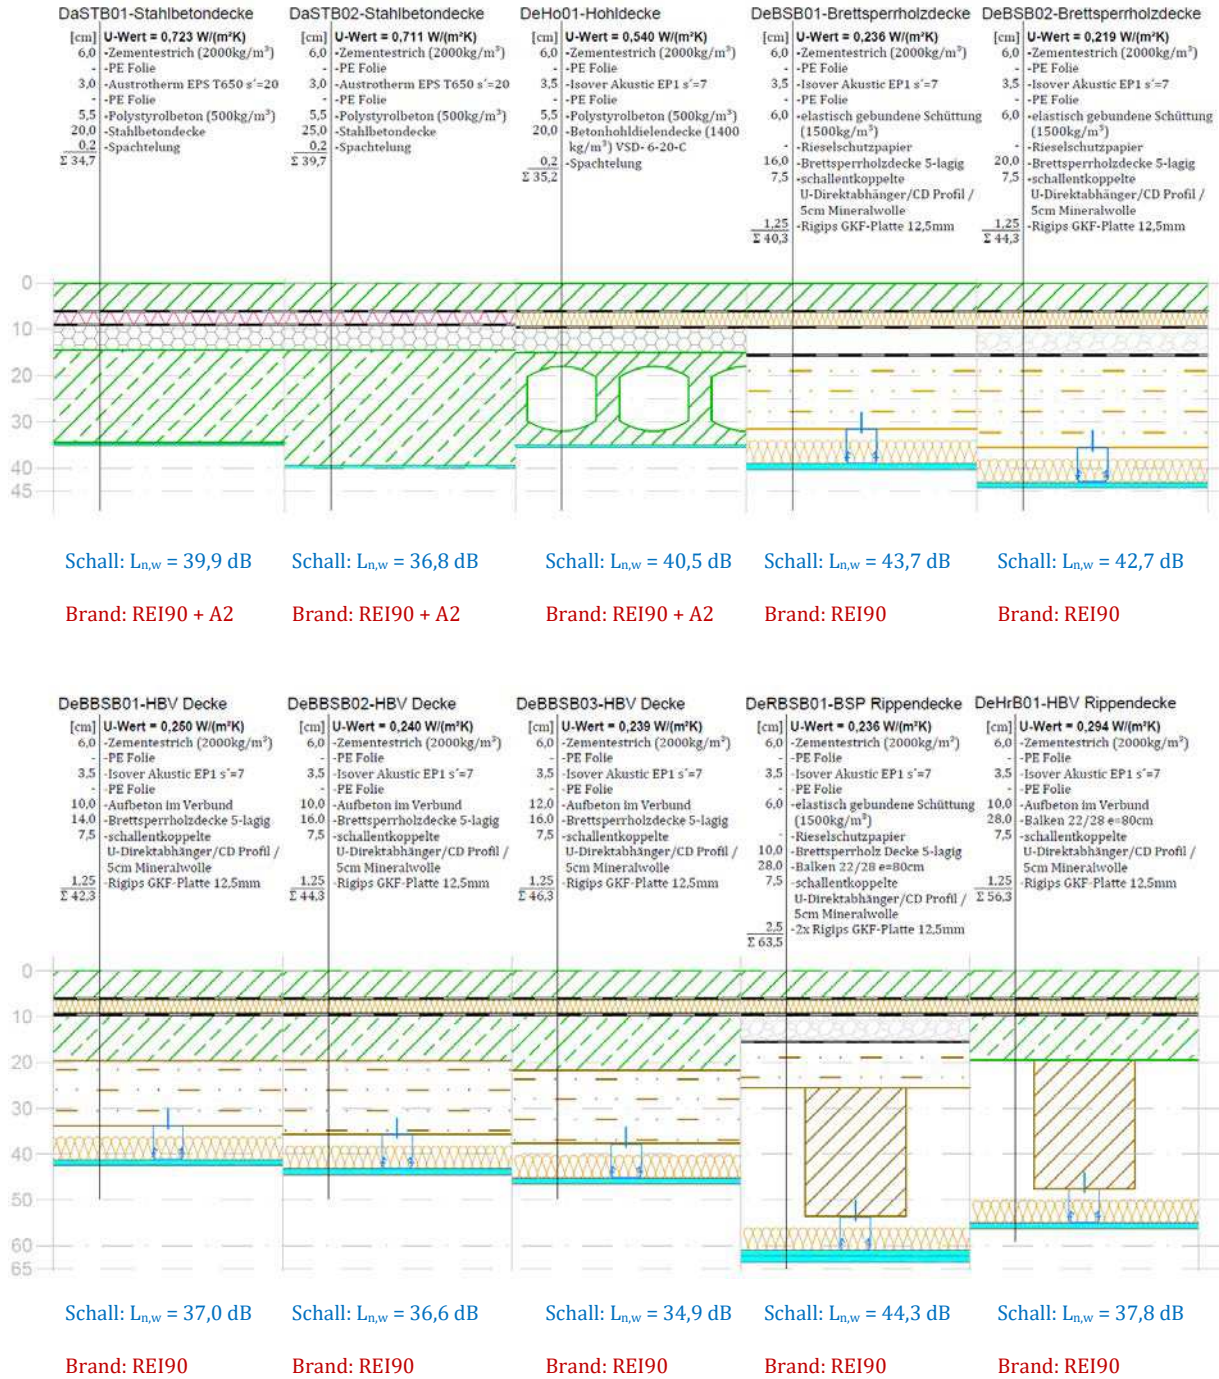 DaSTB01-Stahlbetondecke
[cm] U-Wert = 0,723 W/(m²K)
6,0 -Zementestrich (2000kg/m³)
- -PE Folie
3,0 -Austrotherm EPS T650 s´=20
- -PE Folie
5,5 -Polystyrolbeton (500kg/m³)
20,0 -Stahlbetondecke
0,2 -Spachtelung
Σ 34,7
DaSTB02-Stahlbetondecke
[cm] U-Wert = 0,711 W/(m²K)
6,0 -Zementestrich (2000kg/m³)
- -PE Folie
3,0 -Austrotherm EPS T650 s´=20
- -PE Folie
5,5 -Polystyrolbeton (500kg/m³)
25,0 -Stahlbetondecke
0,2 -Spachtelung
Σ 39,7
DeHo01-Hohldecke
[cm] U-Wert = 0,540 W/(m²K)
6,0 -Zementestrich (2000kg/m³)
- -PE Folie
3,5 -Isover Akustic EP1 s´=7
- -PE Folie
5,5 -Polystyrolbeton (500kg/m³)
20,0 -Betonhohldielendecke (1400
kg/m³) VSD- 6-20-C
0,2 -Spachtelung
Σ 35,2
DeBSB01-Brettsperrholzdecke
[cm] U-Wert = 0,236 W/(m²K)
6,0 -Zementestrich (2000kg/m³)
- -PE Folie
3,5 -Isover Akustic EP1 s´=7
- -PE Folie
6,0 -elastisch gebundene Schüttung
(1500kg/m³)
- -Rieselschutzpapier
16,0 -Brettsperrholzdecke 5-lagig
7,5 -schallentkoppelte
U-Direktabhänger/CD Profil /
5cm Mineralwolle
1,25 -Rigips GKF-Platte 12,5mm
Σ 40,3
DeBSB02-Brettsperrholzdecke
[cm] U-Wert = 0,219 W/(m²K)
6,0 -Zementestrich (2000kg/m³)
- -PE Folie
3,5 -Isover Akustic EP1 s´=7
- -PE Folie
6,0 -elastisch gebundene Schüttung
(1500kg/m³)
- -Rieselschutzpapier
20,0 -Brettsperrholzdecke 5-lagig
7,5 -schallentkoppelte
U-Direktabhänger/CD Profil /
5cm Mineralwolle
1,25 -Rigips GKF-Platte 12,5mm
Σ 44,3
0
10
20
30
40
45
Schall: Ln,w = 39,9 dB
Schall: Ln,w = 36,8 dB
Schall: Ln,w = 40,5 dB
Schall: Ln,w = 43,7 dB
Schall: Ln,w = 42,7 dB
Brand: REI90 + A2
Brand: REI90 + A2
Brand: REI90 + A2
Brand: REI90
Brand: REI90
DeBBSB01-HBV Decke
[cm] U-Wert = 0,250 W/(m²K)
6,0 -Zementestrich (2000kg/m³)
- -PE Folie
3,5 -Isover Akustic EP1 s´=7
- -PE Folie
10,0 -Aufbeton im Verbund
14,0 -Brettsperrholzdecke 5-lagig
7,5 -schallentkoppelte
U-Direktabhänger/CD Profil /
5cm Mineralwolle
1,25 -Rigips GKF-Platte 12,5mm
Σ 42,3
DeBBSB02-HBV Decke
[cm] U-Wert = 0,240 W/(m²K)
6,0 -Zementestrich (2000kg/m³)
- -PE Folie
3,5 -Isover Akustic EP1 s´=7
- -PE Folie
10,0 -Aufbeton im Verbund
16,0 -Brettsperrholzdecke 5-lagig
7,5 -schallentkoppelte
U-Direktabhänger/CD Profil /
5cm Mineralwolle
1,25 -Rigips GKF-Platte 12,5mm
Σ 44,3
DeBBSB03-HBV Decke
[cm] U-Wert = 0,239 W/(m²K)
6,0 -Zementestrich (2000kg/m³)
- -PE Folie
3,5 -Isover Akustic EP1 s´=7
- -PE Folie
12,0 -Aufbeton im Verbund
16,0 -Brettsperrholzdecke 5-lagig
7,5 -schallentkoppelte
U-Direktabhänger/CD Profil /
5cm Mineralwolle
1,25 -Rigips GKF-Platte 12,5mm
Σ 46,3
DeRBSB01-BSP Rippendecke
[cm] U-Wert = 0,236 W/(m²K)
6,0 -Zementestrich (2000kg/m³)
- -PE Folie
3,5 -Isover Akustic EP1 s´=7
- -PE Folie
6,0 -elastisch gebundene Schüttung
(1500kg/m³)
- -Rieselschutzpapier
10,0 -Brettsperrholz Decke 5-lagig
28,0 -Balken 22/28 e=80cm
7,5 -schallentkoppelte
U-Direktabhänger/CD Profil /
5cm Mineralwolle
2,5 -2x Rigips GKF-Platte 12,5mm
Σ 63,5
DeHrB01-HBV Rippendecke
[cm] U-Wert = 0,294 W/(m²K)
6,0 -Zementestrich (2000kg/m³)
- -PE Folie
3,5 -Isover Akustic EP1 s´=7
- -PE Folie
10,0 -Aufbeton im Verbund
28,0 -Balken 22/28 e=80cm
7,5 -schallentkoppelte
U-Direktabhänger/CD Profil /
5cm Mineralwolle
1,25 -Rigips GKF-Platte 12,5mm
Σ 56,3
0
10
20
30
40
50
60
65
Schall: Ln,w = 37,0 dB
Schall: Ln,w = 36,6 dB
Schall: Ln,w = 34,9 dB
Schall: Ln,w = 44,3 dB
Schall: Ln,w = 37,8 dB
Brand: REI90
Brand: REI90
Brand: REI90
Brand: REI90
Brand: REI90